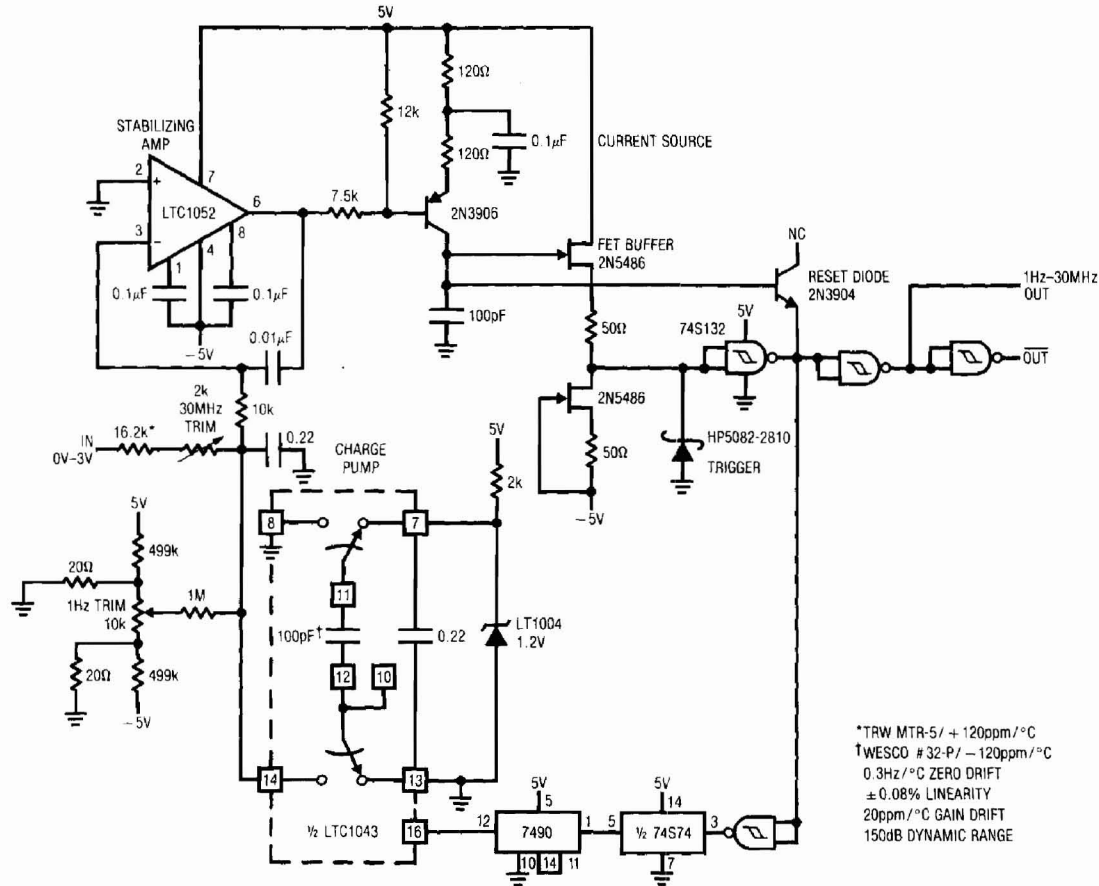 5V
120Ω
12k
STABILIZING
AMP
0.1μF
CURRENT SOURCE
120Ω
2
+
7
LTC1052
6
7.5k
2N3906
8
3
−
4
1
FET BUFFER
2N5486
NC
RESET DIODE
2N3904
1Hz–30MHz
OUT
0.1μF
0.1μF
100pF
5V
−5V
0.01μF
50Ω
74S132
OUT
2k
30MHz
TRIM
10k
2N5486
16.2k*
IN
0V–3V
0.22
CHARGE
PUMP
5V
HP5082-2810
TRIGGER
50Ω
2k
−5V
5V
8
7
499k
20Ω
11
1Hz TRIM
10k
1M
LT1004
1.2V
100pF†
0.22
12
10
20Ω
499k
−5V
*TRW MTR-5/ +120ppm/°C
†WESCO #32-P/ −120ppm/°C
0.3Hz/°C ZERO DRIFT
±0.08% LINEARITY
20ppm/°C GAIN DRIFT
150dB DYNAMIC RANGE
14
13
5V
5V
5
14
½ LTC1043
16
12
7490
1
5
½ 74S74
3
10
14
11
7